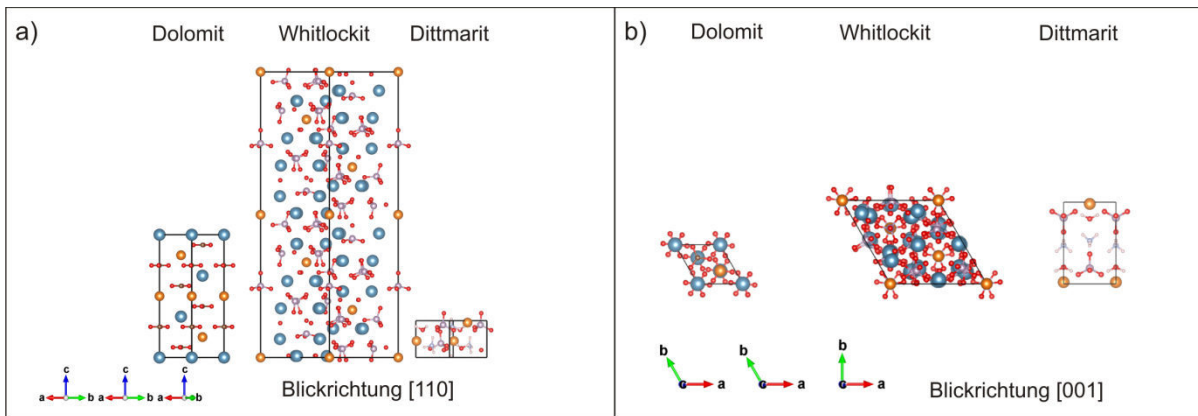 a)
Dolomit Whitlockit Dittmarit
c c c
a b a b a b
Blickrichtung [110]
b)
Dolomit Whitlockit Dittmarit
b b b
a a a
Blickrichtung [001]